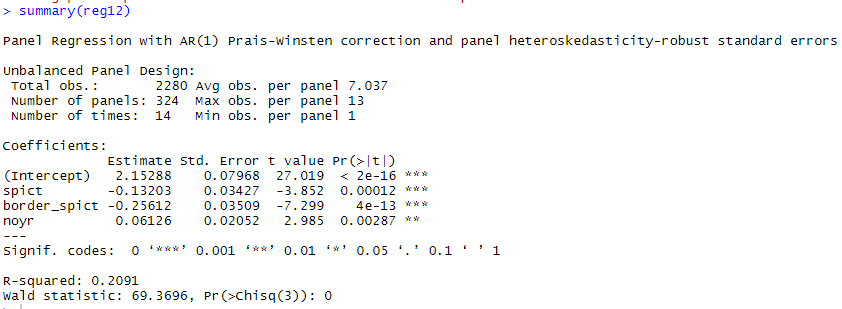 > summary(reg12)
Panel Regression with AR(1) Prais-Winsten correction and panel heteroskedasticity-robust standard errors
Unbalanced Panel Design:
Total obs.: 2280 Avg obs. per panel 7.037
Number of panels: 324 Max obs. per panel 13
Number of times: 14 Min obs. per panel 1
Coefficients:
Estimate Std. Error t value Pr(>|t|)
(Intercept) 2.15288 0.07968 27.019 < 2e-16 ***
spict -0.13203 0.03427 -3.852 0.00012 ***
border_spict -0.25612 0.03509 -7.299 4e-13 ***
noyr 0.06126 0.02052 2.985 0.00287 **
---
Signif. codes: 0 ‘***’ 0.001 ‘**’ 0.01 ‘*’ 0.05 ‘.’ 0.1 ‘ ’ 1
R-squared: 0.2091
Wald statistic: 69.3696, Pr(>Chisq(3)): 0